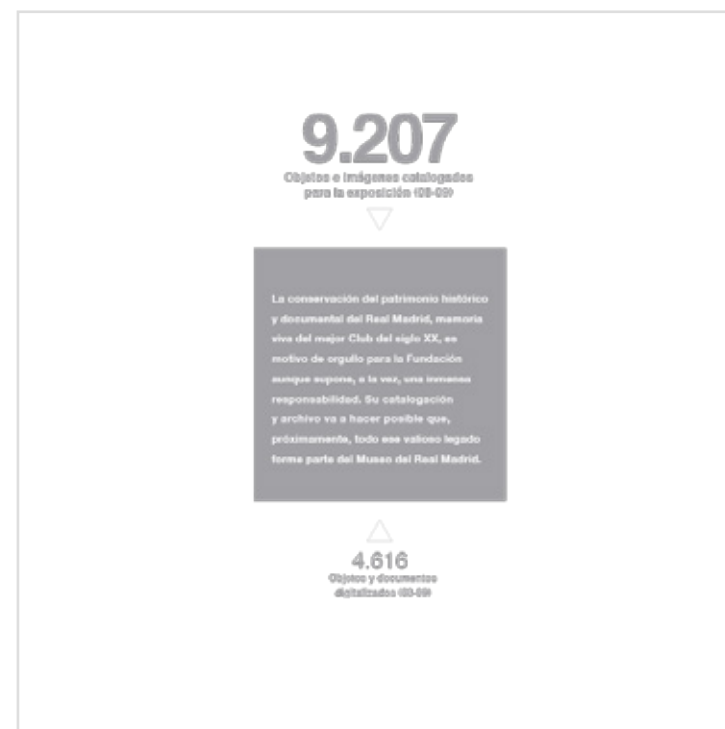 9.207
Objetos e imágenes catalogados
para la exposición (08-09)
La conservación del patrimonio histórico
y documental del Real Madrid, memoria
viva del mejor Club del siglo XX, es
motivo de orgullo para la Fundación
aunque supone, a la vez, una inmensa
responsabilidad. Su catalogación
y archivo va a hacer posible que,
próximamente, todo ese valioso legado
forme parte del Museo del Real Madrid.
4.616
Objetos y documentos
digitalizados (08-09)